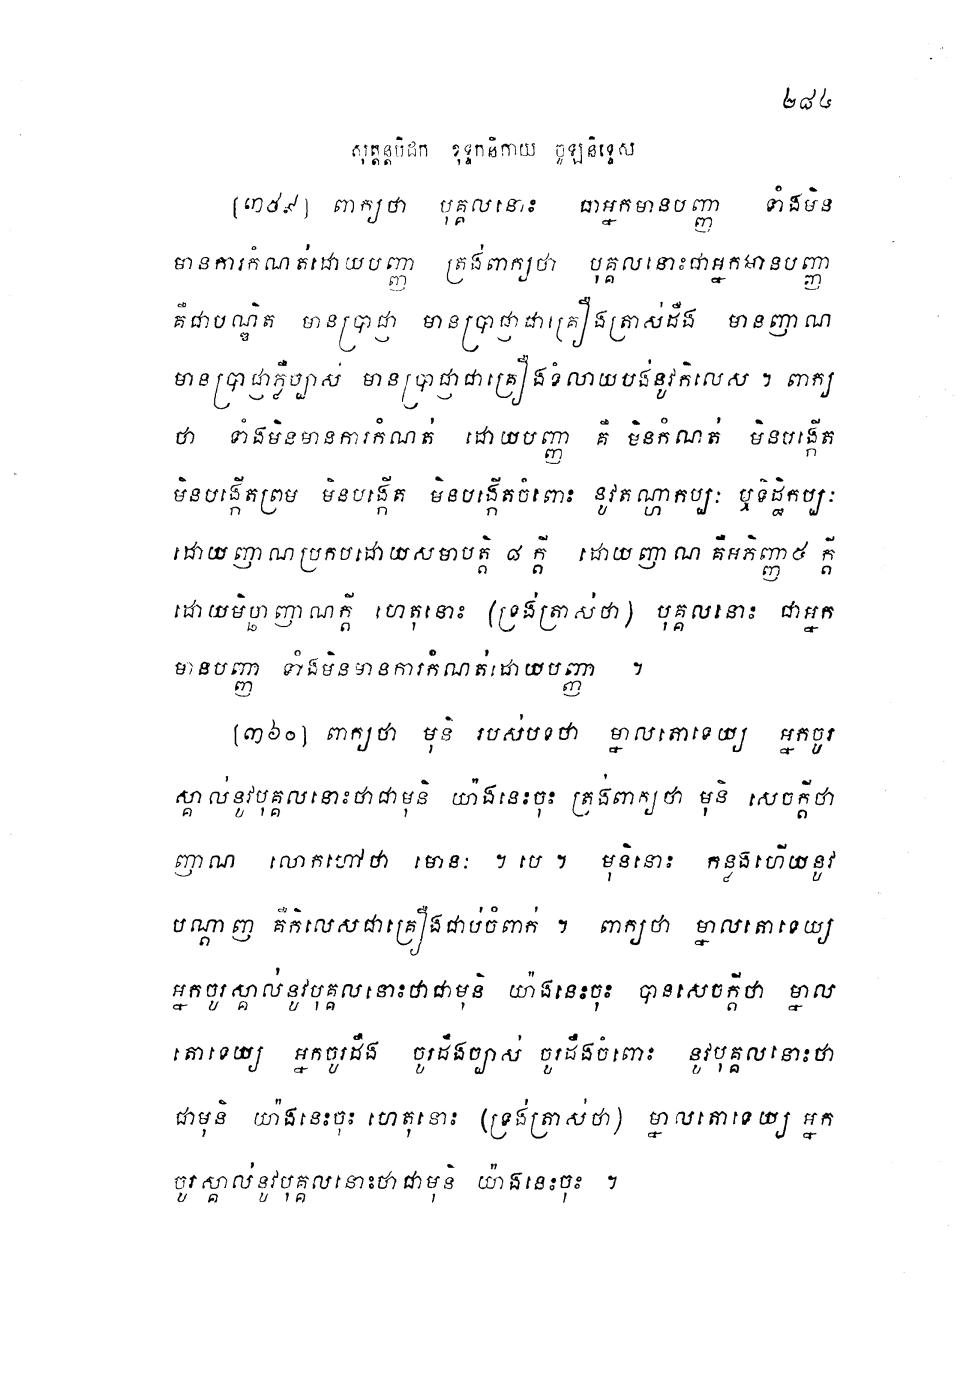 ២៨៤
សុត្តន្តបិដក ខុទ្ទកនិកាយ ចូឡនិទ្ទេស
[៣៥៩] ពាក្យថា បុគ្គលនោះ ជាអ្នកមានបញ្ញា ទាំងមិន
មានការកំណត់ដោយបញ្ញា ត្រង់ពាក្យថា បុគ្គលនោះជាអ្នកមានបញ្ញា
គឺជាបណ្ឌិត មានប្រាជ្ញា មានប្រាជ្ញាជាគ្រឿងត្រាស់ដឹង មានញាណ
មានប្រាជ្ញាភ្លឺច្បាស់ មានប្រាជ្ញាជាគ្រឿងទំលាយបង់នូវកិលេស ។ ពាក្យ
ថា ទាំងមិនមានការកំណត់ ដោយបញ្ញា គឺ មិនកំណត់ មិនបង្កើត
មិនបង្កើតព្រម មិនបង្កើត មិនបង្កើតចំពោះ នូវតណ្ហាកប្បៈ ឬទិដ្ឋិកប្បៈ
ដោយញាណប្រកបដោយសមាបត្តិ ៨ ក្តី ដោយញាណ គឺអភិញ្ញា ៥ ក្តី
ដោយមិច្ឆាញាណក្តី ហេតុនោះ (ទ្រង់ត្រាស់ថា) បុគ្គលនោះ ជាអ្នក
មានបញ្ញា ទាំងមិនមានការកំណត់ដោយបញ្ញា ។
[៣៦០] ពាក្យថា មុនិ របស់បទថា ម្នាលតោទេយ្យ អ្នកចូរ
ស្គាល់នូវបុគ្គលនោះថាជាមុនិ យ៉ាងនេះចុះ ត្រង់ពាក្យថា មុនិ សេចក្តីថា
ញាណ លោកហៅថា មោនៈ ។ បេ ។ មុនិនោះ កន្លងហើយនូវ
បណ្តាញ គឺកិលេសជាគ្រឿងជាប់ចំពាក់ ។ ពាក្យថា ម្នាលតោទេយ្យ
អ្នកចូរស្គាល់នូវបុគ្គលនោះថាជាមុនិ យ៉ាងនេះចុះ បានសេចក្តីថា ម្នាល
តោទេយ្យ អ្នកចូរដឹង ចូរដឹងច្បាស់ ចូរដឹងចំពោះ នូវបុគ្គលនោះថា
ជាមុនិ យ៉ាងនេះចុះ ហេតុនោះ (ទ្រង់ត្រាស់ថា) ម្នាលតោទេយ្យ អ្នក
ចូរស្គាល់នូវបុគ្គលនោះថាជាមុនិ យ៉ាងនេះចុះ ។